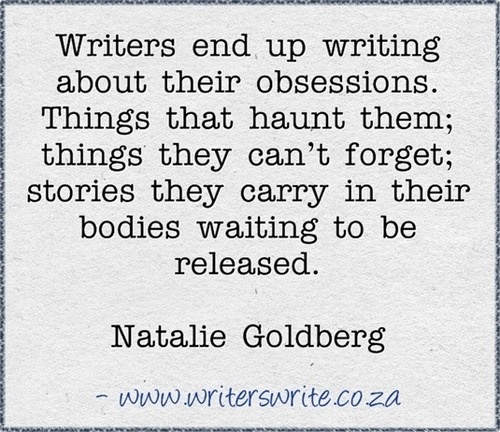 Writers end up writing
about their obsessions.
Things that haunt them;
things they can't forget;
stories they carry in their
bodies waiting to be
released.
Natalie Goldberg
- www.writerswrite.co.za